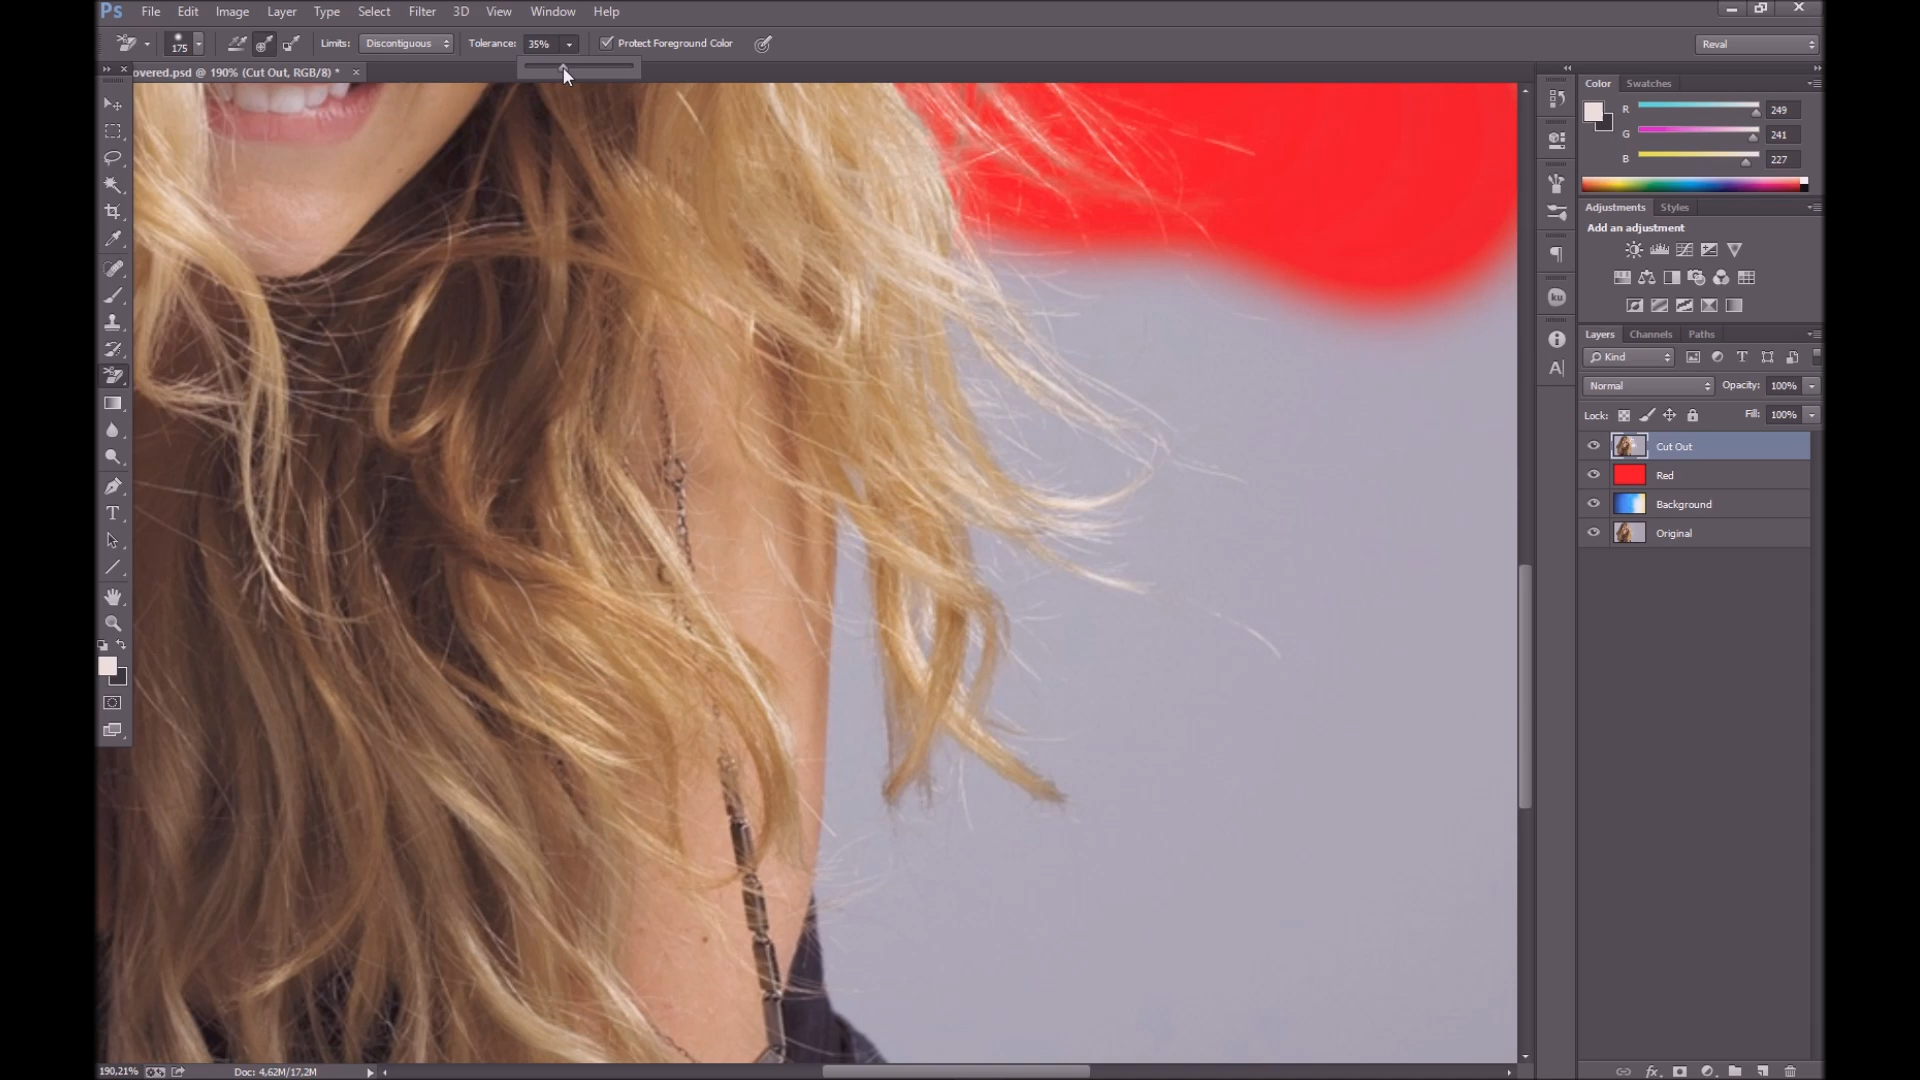 Ps File Edit Image Layer Type Select Filter 3D View Window Help
175 Limits: Discontiguous Tolerance: 35% Protect Foreground Color Reval
overed.psd @ 190% (Cut Out, RGB/8) *
Color Swatches
R 249
G 241
B 227
Adjustments Styles
Add an adjustment
Layers Channels Paths
Kind
Normal Opacity: 100%
Lock: Fill: 100%
Cut Out
Red
Background
Original
ku
190,21% Doc: 4,62M/17,2M